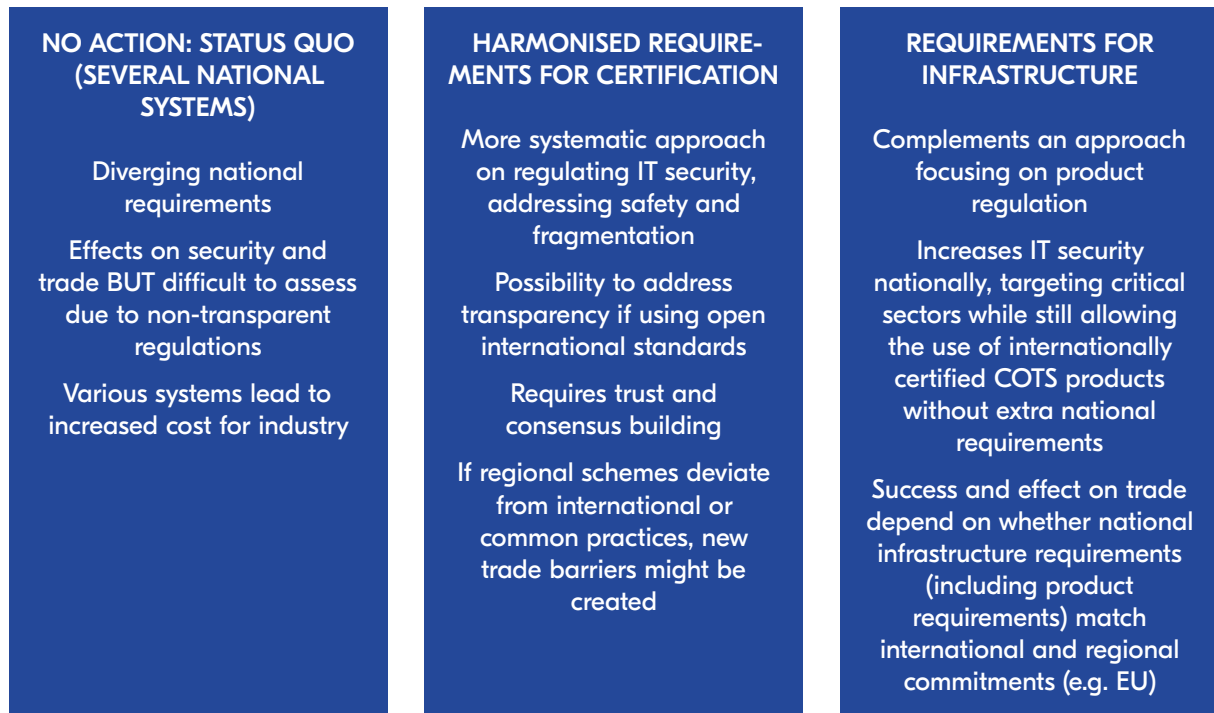 NO ACTION: STATUS QUO
(SEVERAL NATIONAL
SYSTEMS)
Diverging national
requirements
Effects on security and
trade BUT difficult to assess
due to non-transparent
regulations
Various systems lead to
increased cost for industry
HARMONISED REQUIRE-
MENTS FOR CERTIFICATION
More systematic approach
on regulating IT security,
addressing safety and
fragmentation
Possibility to address
transparency if using open
international standards
Requires trust and
consensus building
If regional schemes deviate
from international or
common practices, new
trade barriers might be
created
REQUIREMENTS FOR
INFRASTRUCTURE
Complements an approach
focusing on product
regulation
Increases IT security
nationally, targeting critical
sectors while still allowing
the use of internationally
certified COTS products
without extra national
requirements
Success and effect on trade
depend on whether national
infrastructure requirements
(including product
requirements) match
international and regional
commitments (e.g. EU)